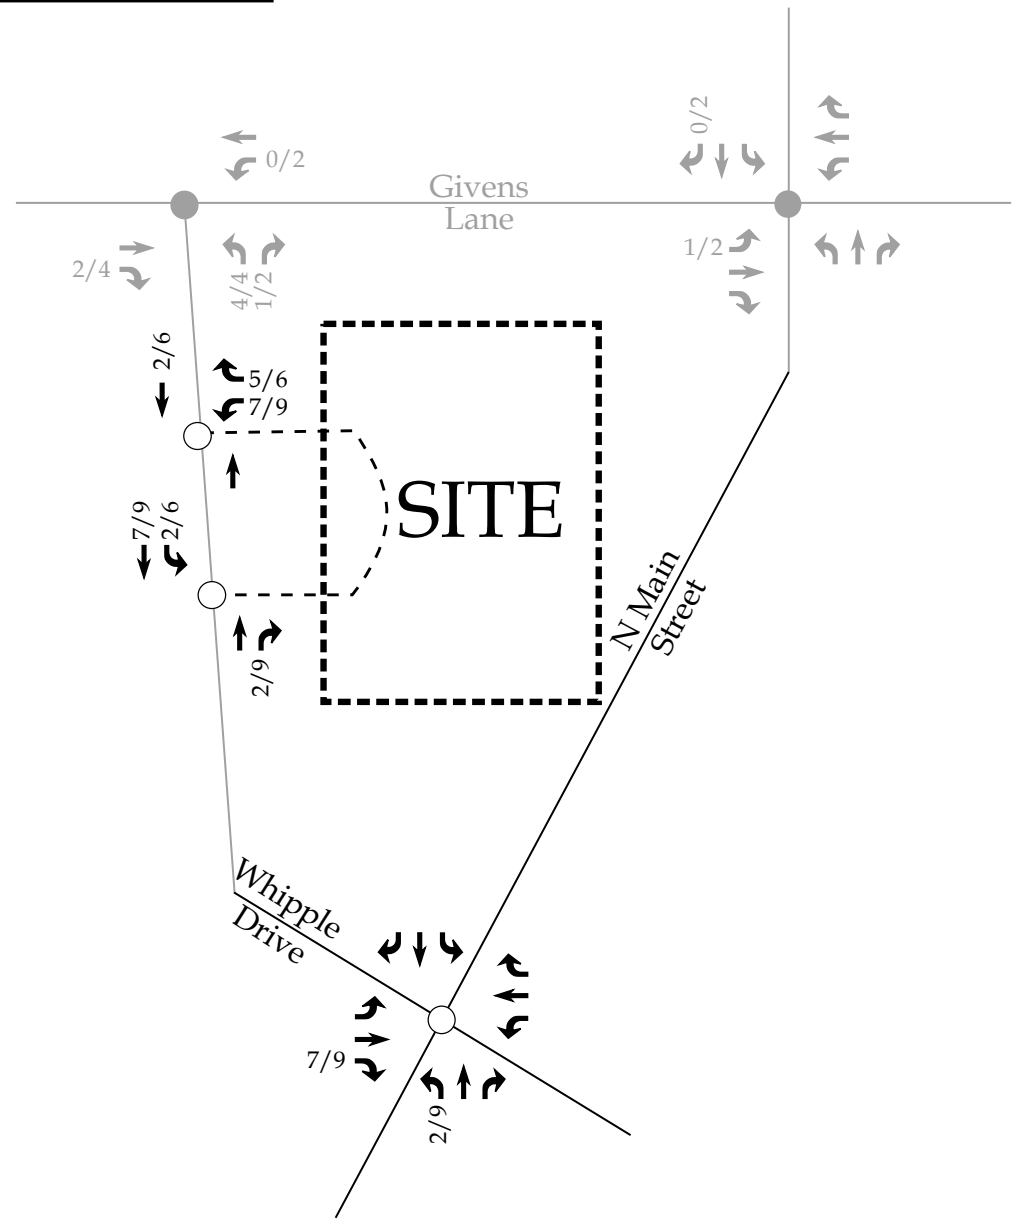 0/2
0/2
Givens
Lane
2/4
4/4
1/2
1/2
2/6
5/6
7/9
SITE
7/9
2/6
N Main
Street
2/9
Whipple
Drive
7/9
2/9